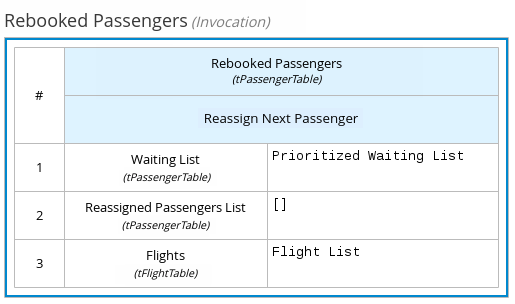 Rebooked Passengers (Invocation)
#
Rebooked Passengers
(tPassengerTable)
Reassign Next Passenger
1
Waiting List
(tPassengerTable)
Prioritized Waiting List
2
Reassigned Passengers List
(tPassengerTable)
[]
3
Flights
(tFlightTable)
Flight List